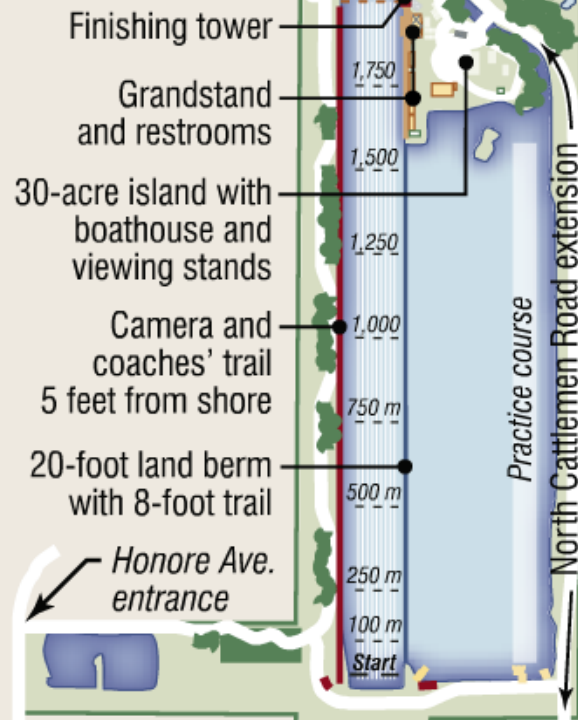 Finishing tower
Grandstand
and restrooms
30-acre island with
boathouse and
viewing stands
Camera and
coaches’ trail
5 feet from shore
20-foot land berm
with 8-foot trail
Honore Ave.
entrance
1,750
1,500
1,250
1,000
750 m
500 m
250 m
100 m
Start
Practice course
North Cattlemen Road extension